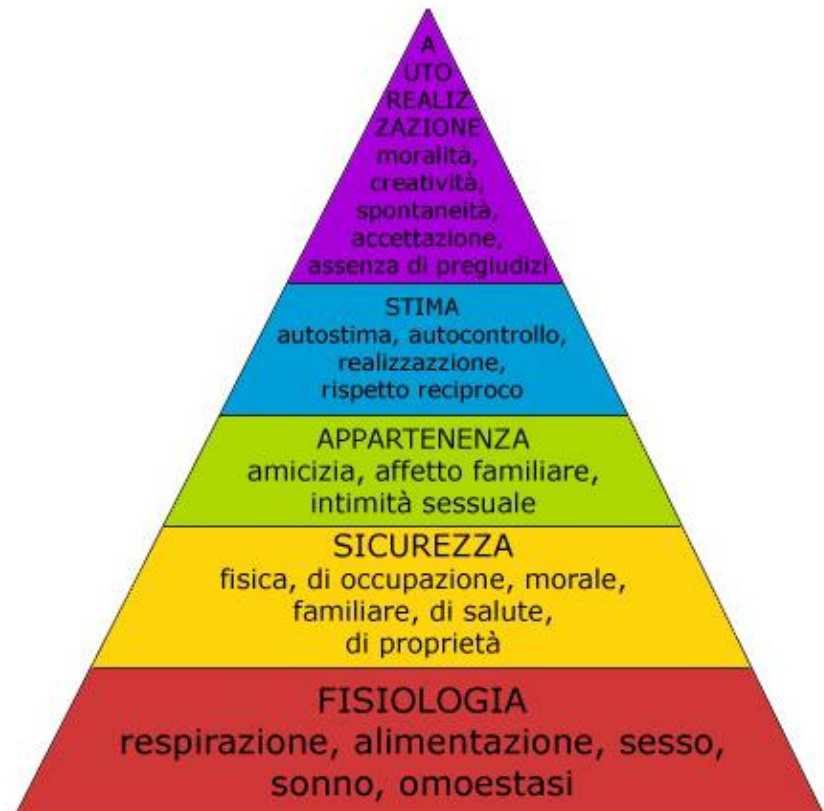 A
UTO
REALIZ
ZAZIONE
moralità,
creatività,
spontaneità,
accettazione,
assenza di pregiudizi
STIMA
autostima, autocontrollo,
realizzazzione,
rispetto reciproco
APPARTENENZA
amicizia, affetto familiare,
intimità sessuale
SICUREZZA
fisica, di occupazione, morale,
familiare, di salute,
di proprietà
FISIOLOGIA
respirazione, alimentazione, sesso,
sonno, omoestasi